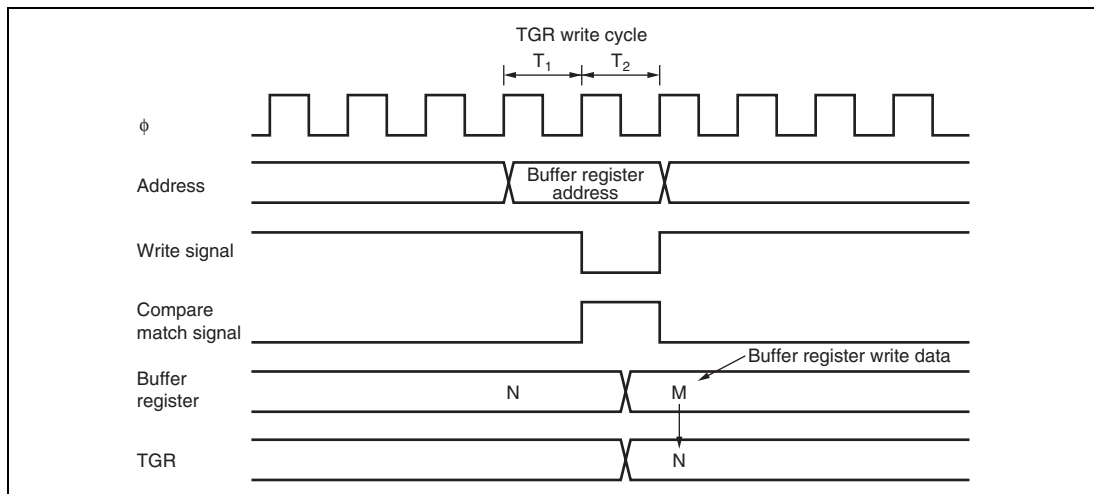 TGR write cycle
T1 T2
ϕ
Address
Buffer register
address
Write signal
Compare
match signal
Buffer register write data
Buffer
register
N M
TGR
N